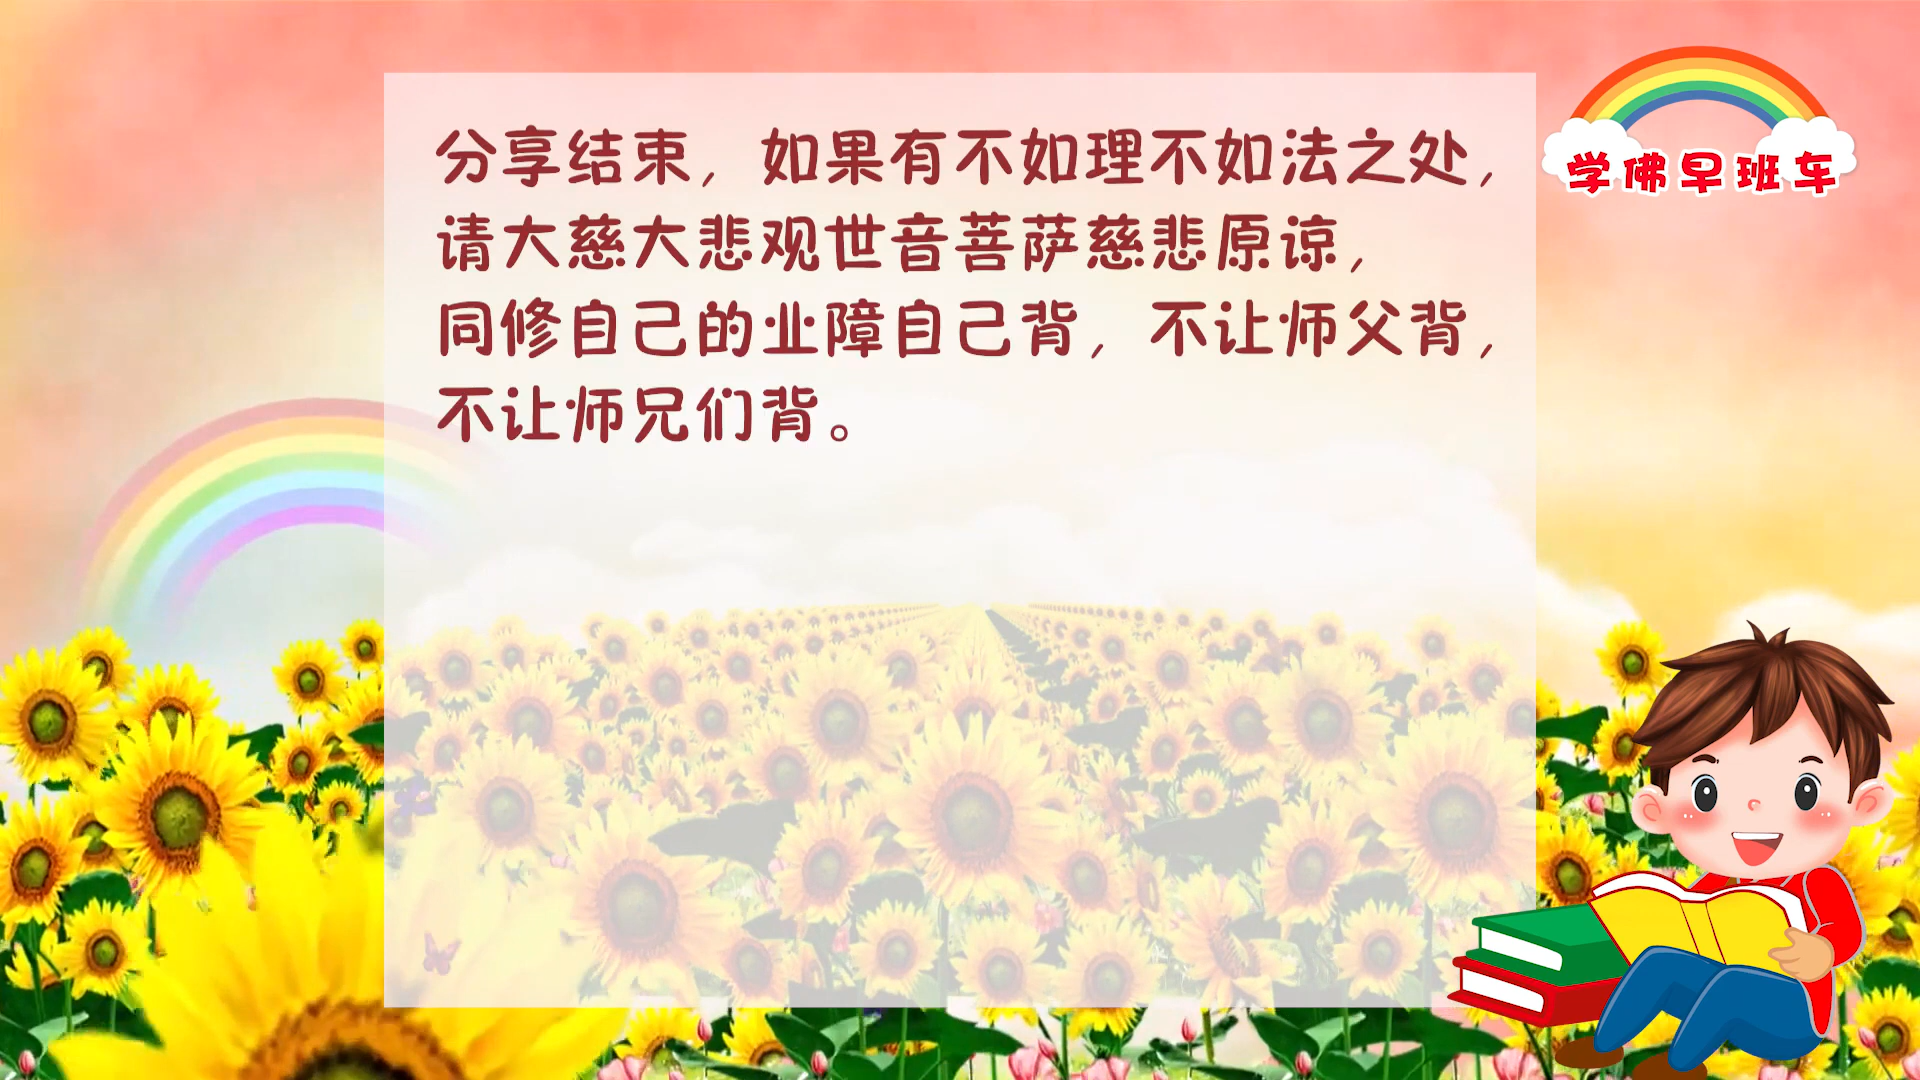 分享结束，如果有不如理不如法之处，
请大慈大悲观世音菩萨慈悲原谅，
同修自己的业障自己背，不让师父背，
不让师兄们背。
学佛早班车